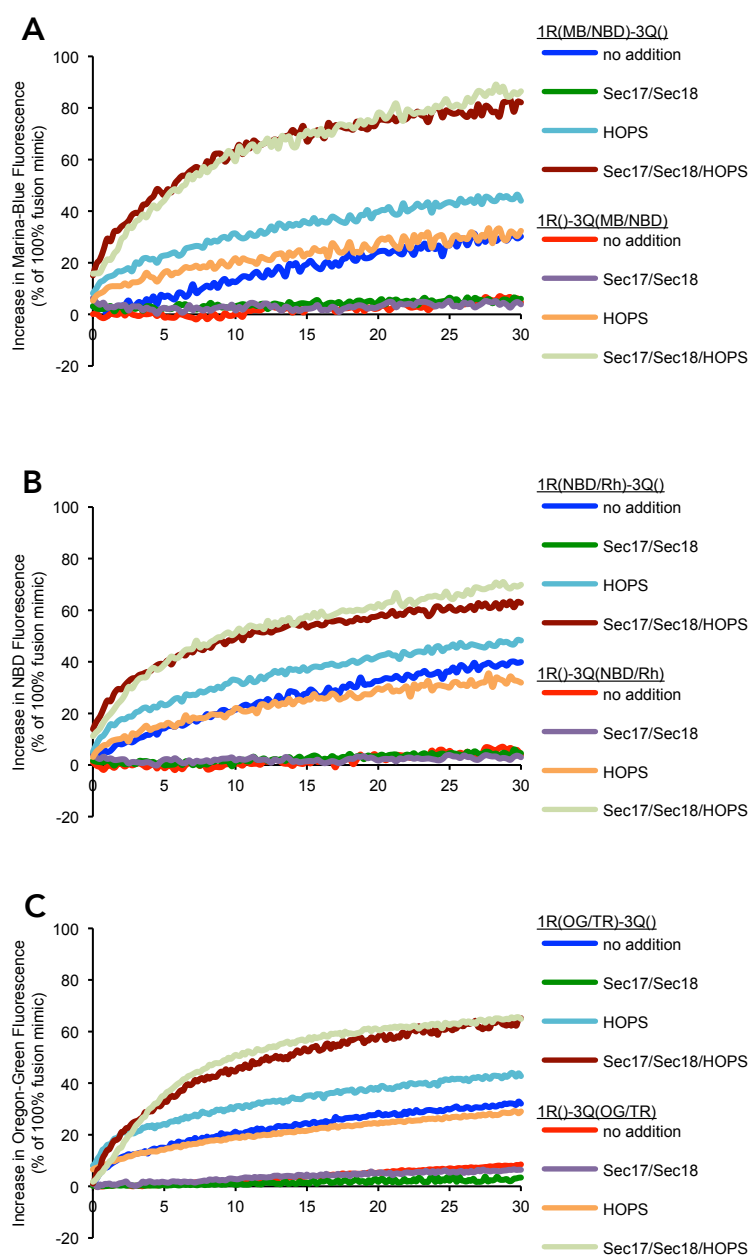 A
Increase in Marina-Blue Fluorescence
(% of 100% fusion mimic)
100
80
60
40
20
0
-20
0
5
10
15
20
25
30
1R(MB/NBD)-3Q()
no addition
Sec17/Sec18
HOPS
Sec17/Sec18/HOPS
1R()-3Q(MB/NBD)
no addition
Sec17/Sec18
HOPS
Sec17/Sec18/HOPS
B
Increase in NBD Fluorescence
(% of 100% fusion mimic)
100
80
60
40
20
0
-20
0
5
10
15
20
25
30
1R(NBD/Rh)-3Q()
no addition
Sec17/Sec18
HOPS
Sec17/Sec18/HOPS
1R()-3Q(NBD/Rh)
no addition
Sec17/Sec18
HOPS
Sec17/Sec18/HOPS
C
Increase in Oregon-Green Fluorescence
(% of 100% fusion mimic)
100
80
60
40
20
0
-20
0
5
10
15
20
25
30
1R(OG/TR)-3Q()
no addition
Sec17/Sec18
HOPS
Sec17/Sec18/HOPS
1R()-3Q(OG/TR)
no addition
Sec17/Sec18
HOPS
Sec17/Sec18/HOPS